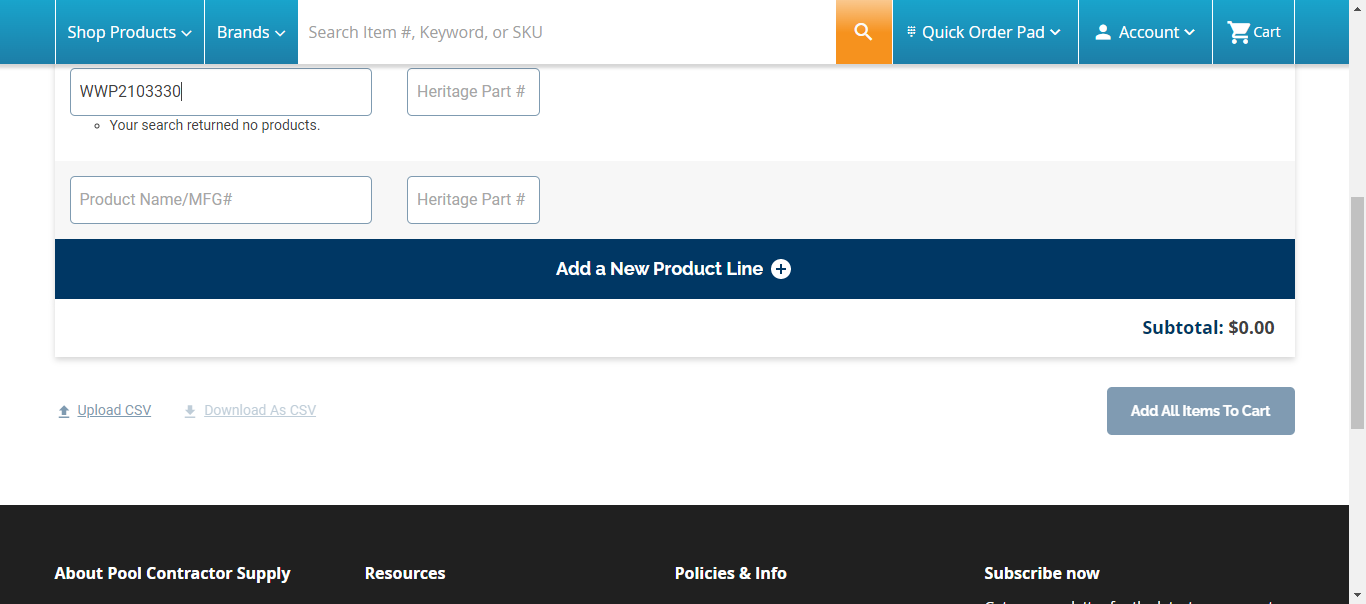 Shop Products
Brands
Search Item #, Keyword, or SKU
Quick Order Pad
Account
Cart
WWP2103330
Heritage Part #
Your search returned no products.
Product Name/MFG#
Heritage Part #
Add a New Product Line
Subtotal: $0.00
Upload CSV
Download As CSV
Add All Items To Cart
About Pool Contractor Supply
Resources
Policies & Info
Subscribe now